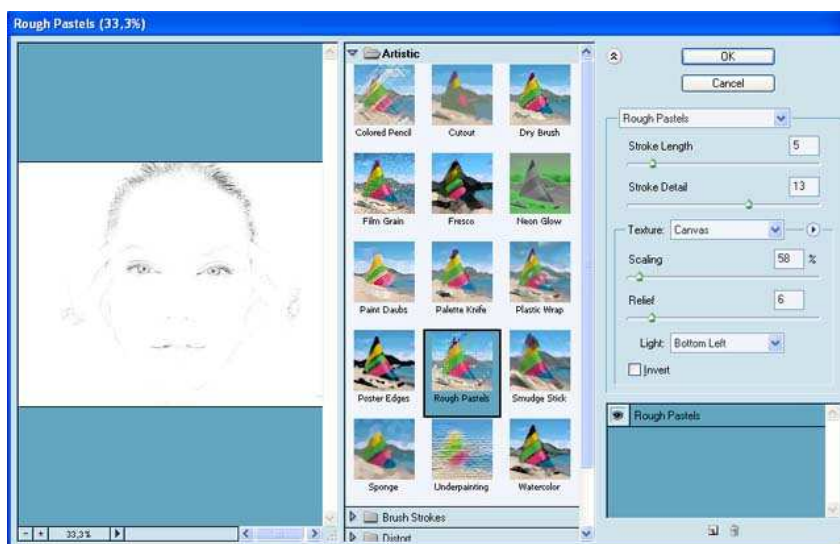 Rough Pastels (33,3%)
Artistic
Colored Pencil
Cutout
Dry Brush
Film Grain
Fresco
Neon Glow
Paint Daubs
Palette Knife
Plastic Wrap
Poster Edges
Rough Pastels
Smudge Stick
Sponge
Underpainting
Watercolor
Brush Strokes
Distort
33,3%
OK
Cancel
Rough Pastels
Stroke Length 5
Stroke Detail 13
Texture: Canvas
Scaling 58 %
Relief 6
Light: Bottom Left
Invert
Rough Pastels